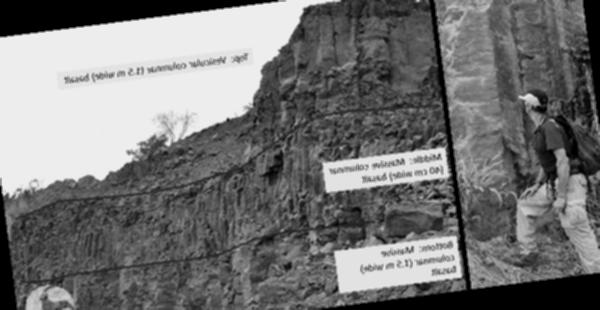 Top: Vesicular columnar (1.5 m wide) basalt
Middle: Massive columnar
(40 cm wide) basalt
Bottom: Massive
columnar (1.5 m wide)
basalt